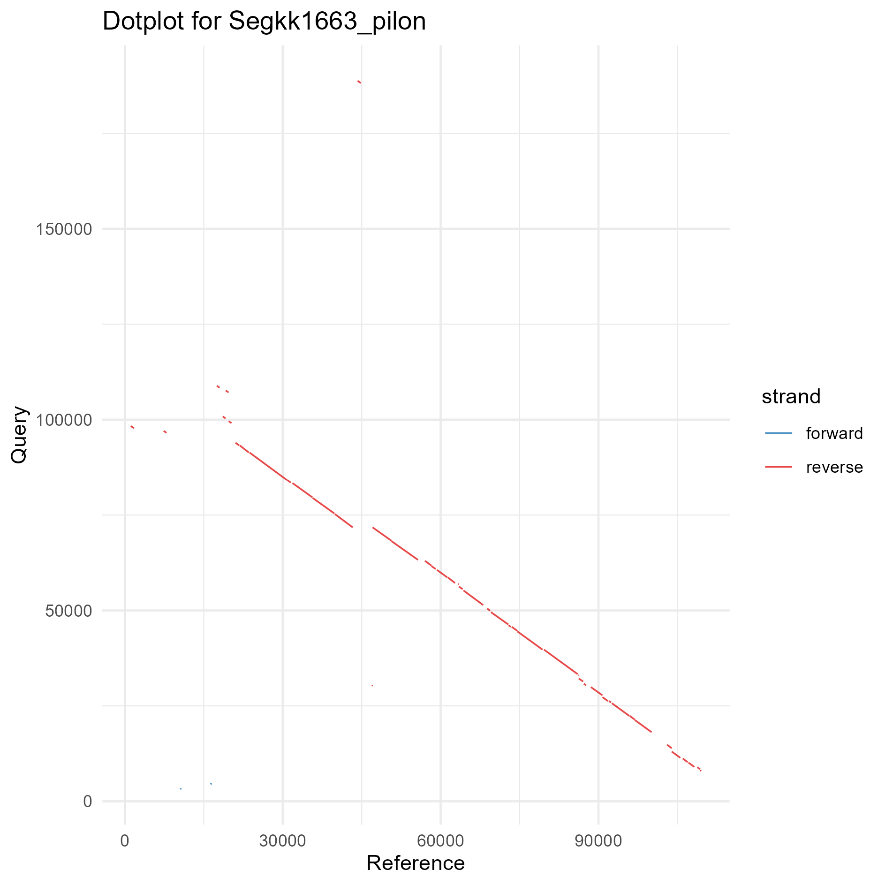 Dotplot for Segkk1663_pilon
150000
100000
50000
0
Query
0 30000 60000 90000
Reference
strand
forward
reverse